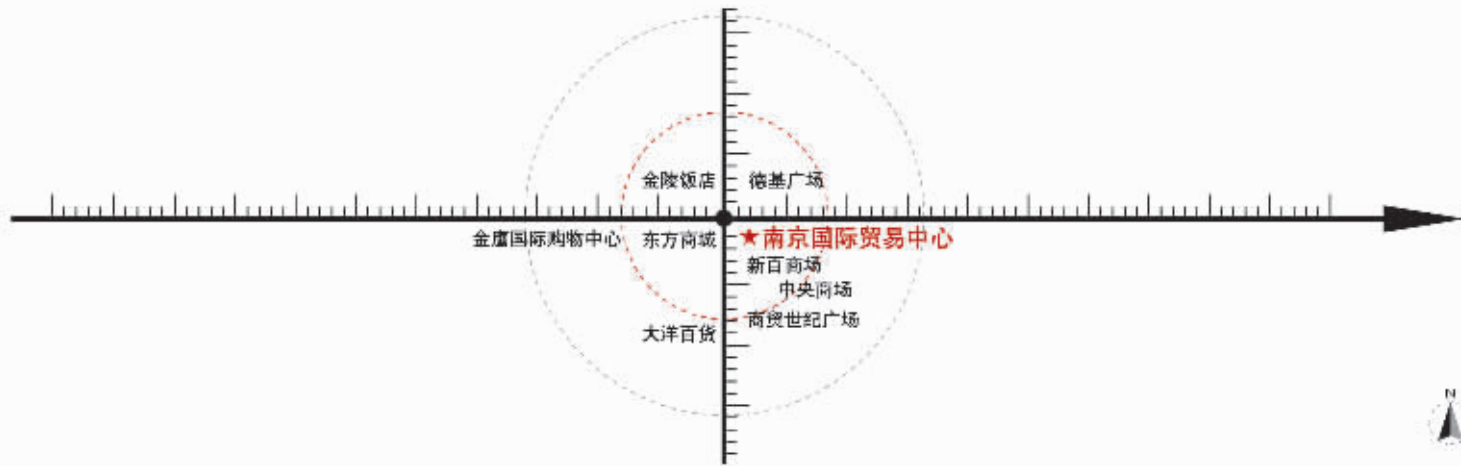 金陵饭店 德基广场
金鹰国际购物中心 东方商城 ★南京国际贸易中心
新百商场
中央商场
商贸世纪广场
大洋百货
N